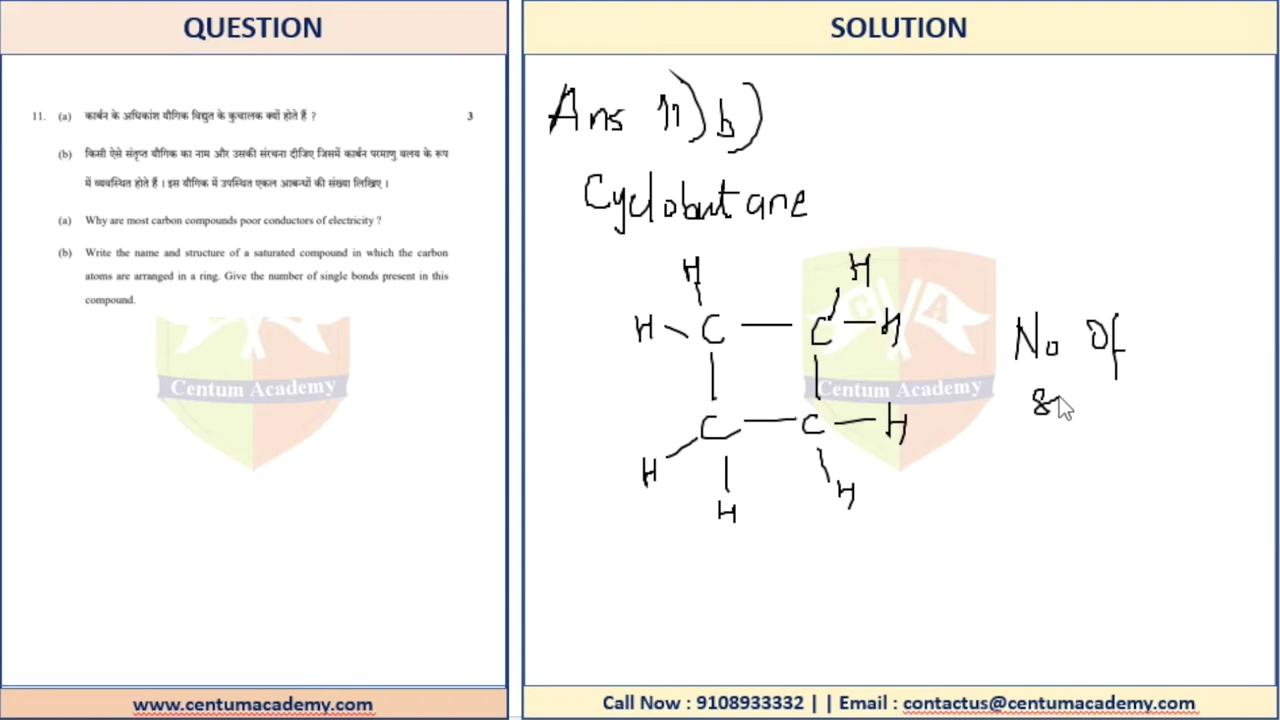 QUESTION
11. (a) कार्बन के अधिकांश यौगिक विद्युत के कुचालक क्यों होते हैं ? 3
(b) किसी ऐसे संतृप्त यौगिक का नाम और उसकी संरचना दीजिए जिसमें कार्बन परमाणु वलय के रूप
में व्यवस्थित होते हैं । इस यौगिक में उपस्थित एकल आबन्धों की संख्या लिखिए ।
(a) Why are most carbon compounds poor conductors of electricity ?
(b) Write the name and structure of a saturated compound in which the carbon
atoms are arranged in a ring. Give the number of single bonds present in this
compound.
Centum Academy
www.centumacademy.com
SOLUTION
Ans 11) b)
Cyclobutane
H H
H C C H
C C H
H H H
No Of
C A
Centum Academy
Call Now : 9108933332 | | Email : contactus@centumacademy.com